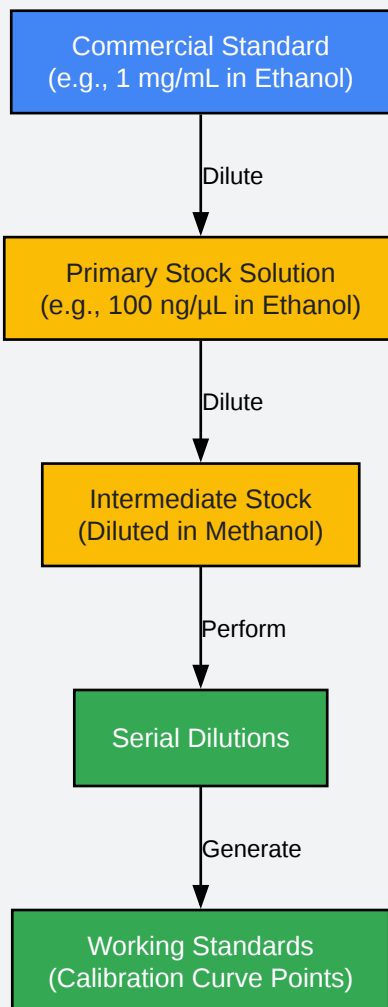 Commercial Standard
(e.g., 1 mg/mL in Ethanol)
Dilute
Primary Stock Solution
(e.g., 100 ng/µL in Ethanol)
Dilute
Intermediate Stock
(Diluted in Methanol)
Perform
Serial Dilutions
Generate
Working Standards
(Calibration Curve Points)